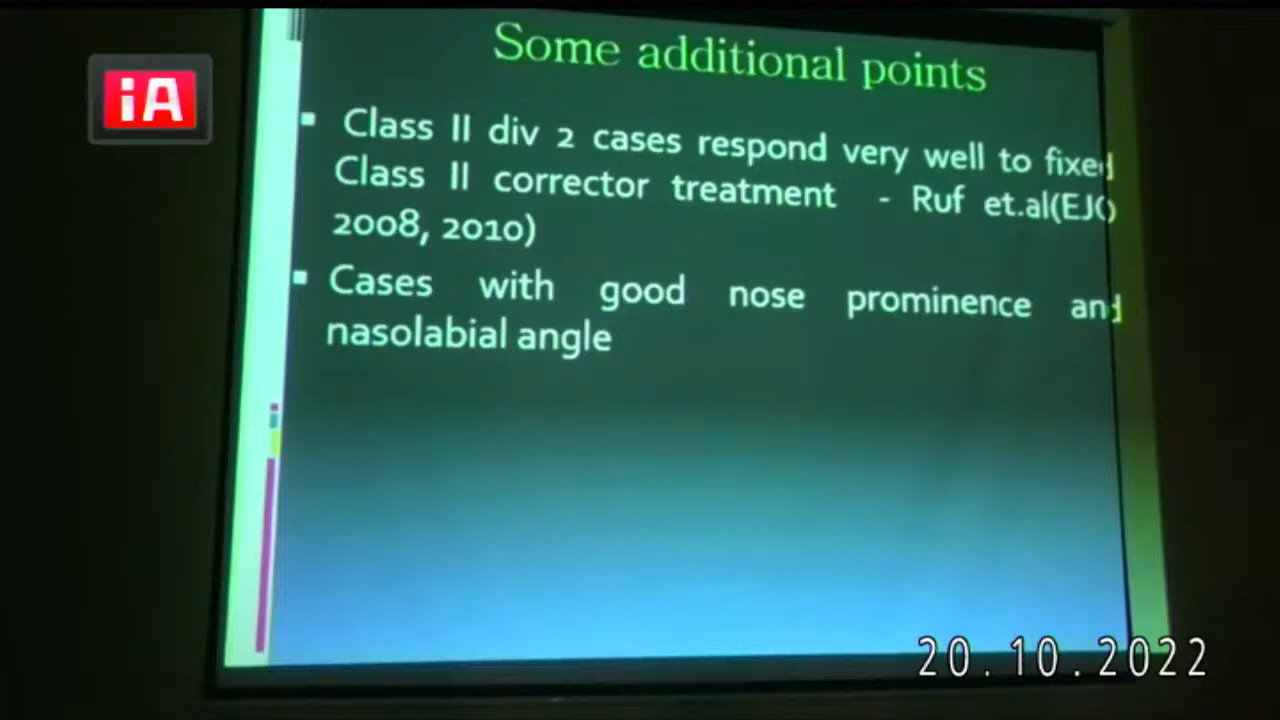 iA
Some additional points
Class II div 2 cases respond very well to fixed
Class II corrector treatment - Ruf et.al(EJO
2008, 2010)
Cases with good nose prominence and
nasolabial angle
20.10.2022